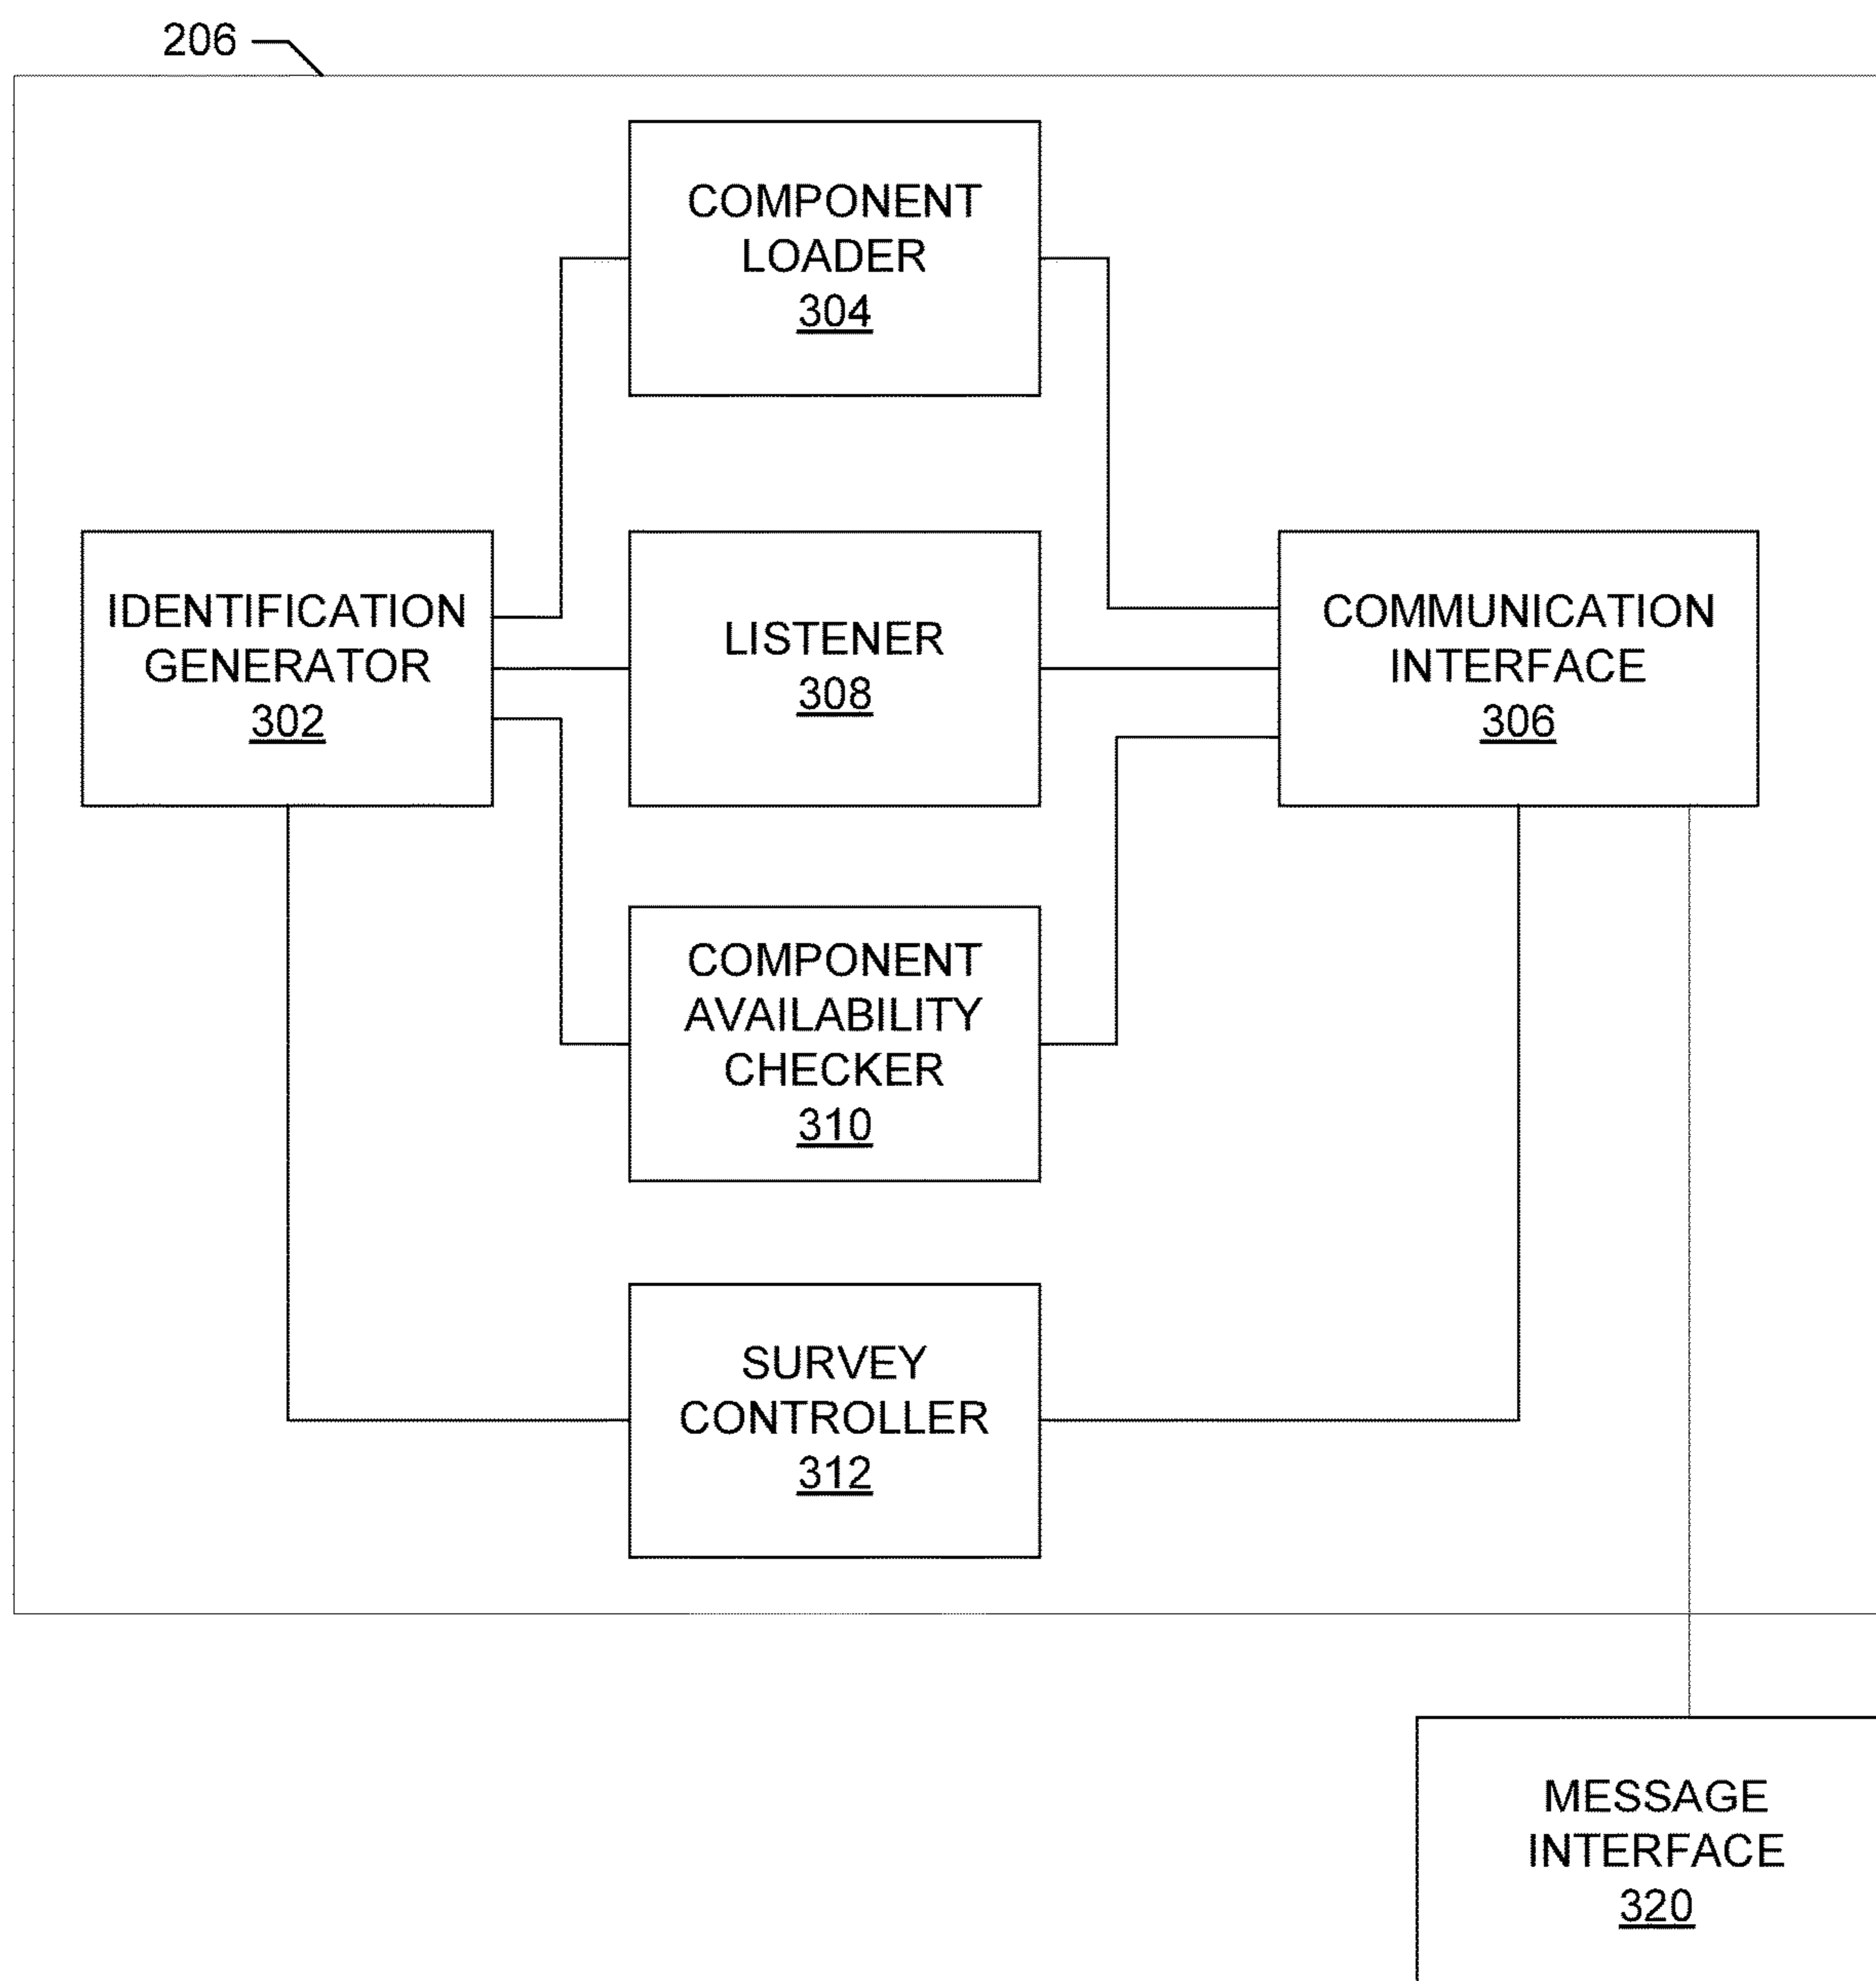 206
COMPONENT
LOADER
304
IDENTIFICATION
GENERATOR
302
LISTENER
308
COMMUNICATION
INTERFACE
306
COMPONENT
AVAILABILITY
CHECKER
310
SURVEY
CONTROLLER
312
MESSAGE
INTERFACE
320